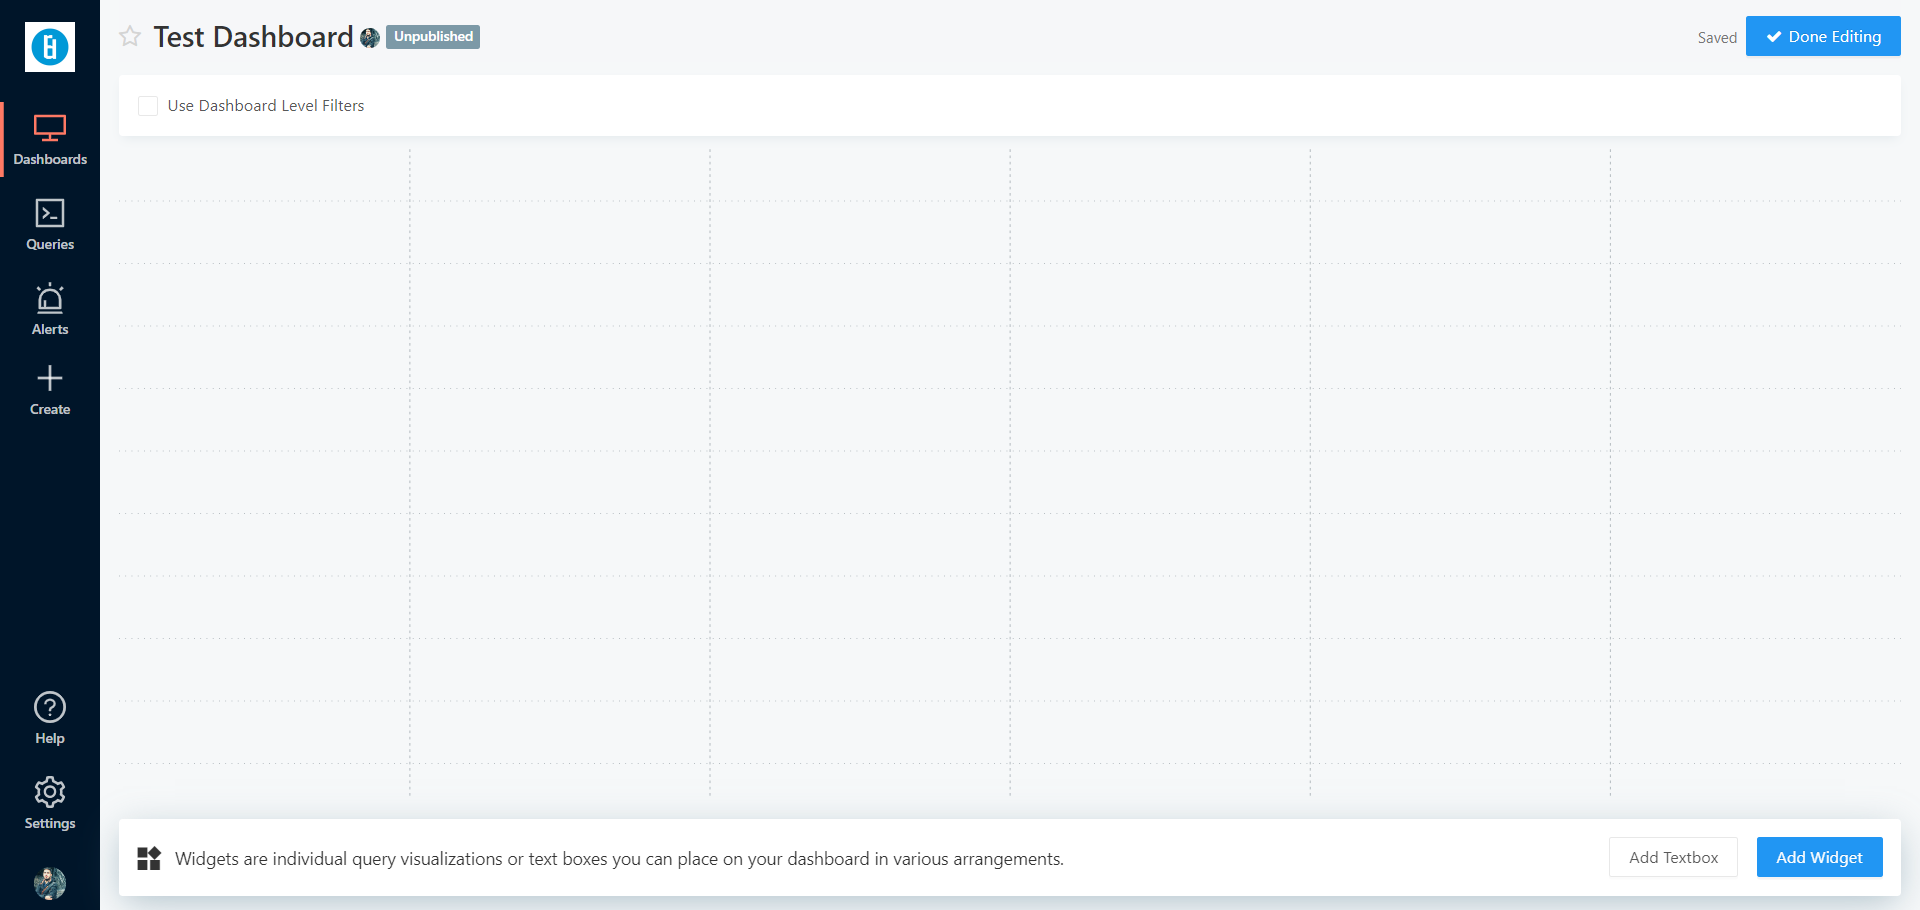 Test Dashboard Unpublished
Saved Done Editing
Use Dashboard Level Filters
Dashboards
Queries
Alerts
Create
Help
Settings
Widgets are individual query visualizations or text boxes you can place on your dashboard in various arrangements.
Add Textbox Add Widget